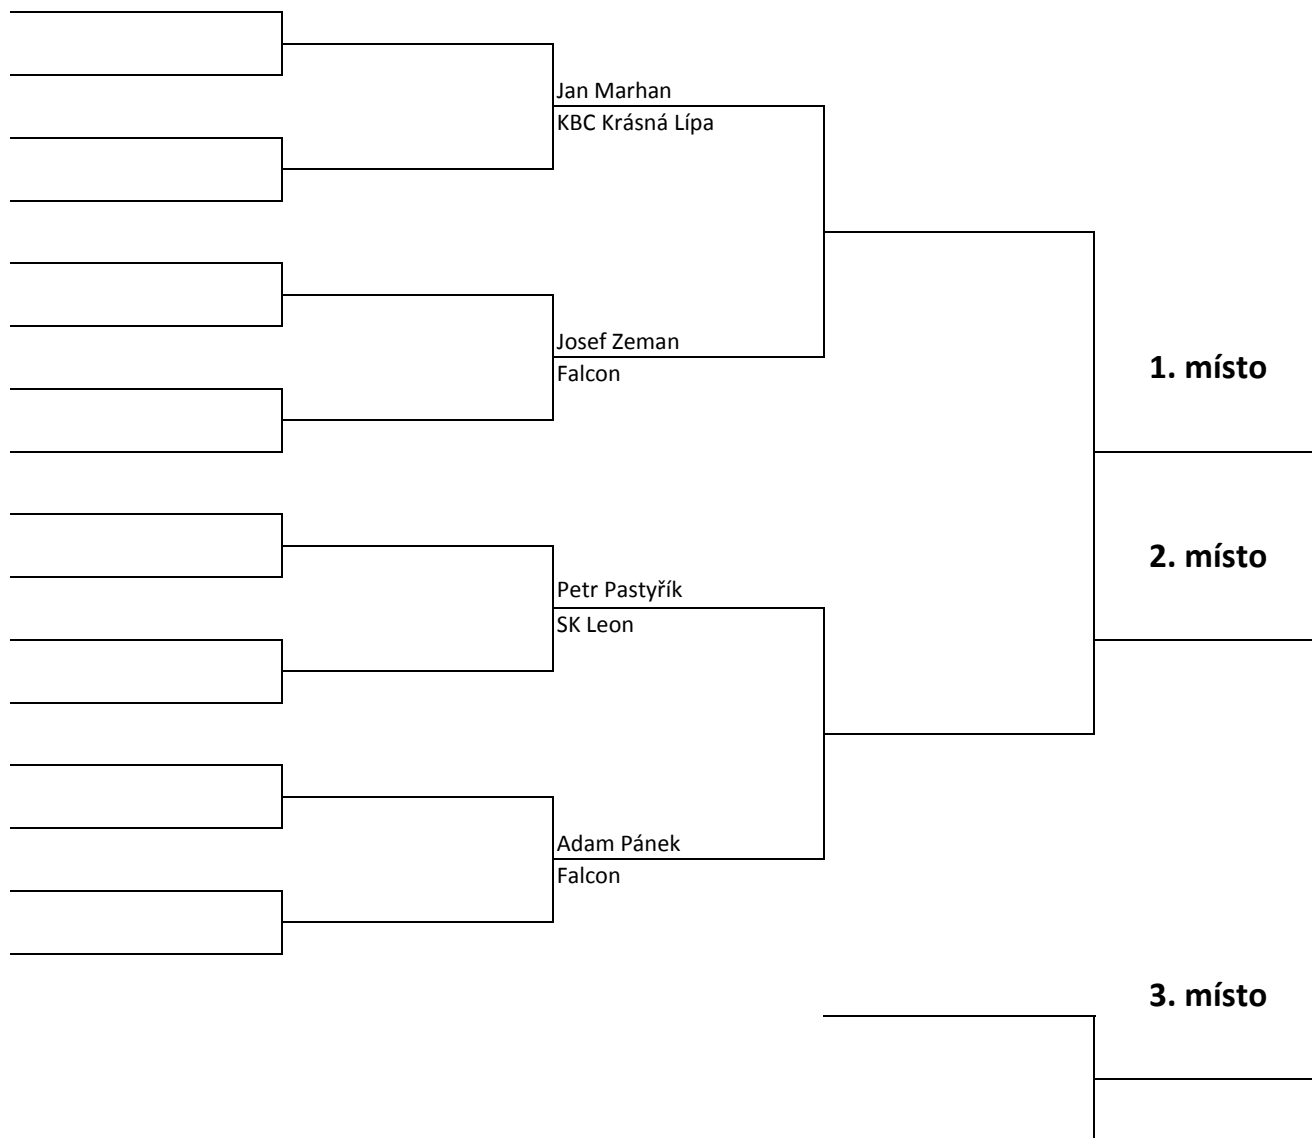 Jan Marhan
KBC Krásná Lípa
Josef Zeman
Falcon
1. místo
2. místo
Petr Pastyřík
SK Leon
Adam Pánek
Falcon
3. místo